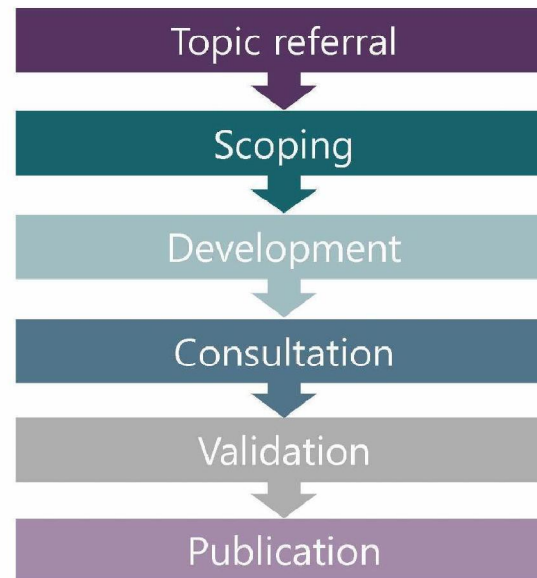 Topic referral
Scoping
Development
Consultation
Validation
Publication